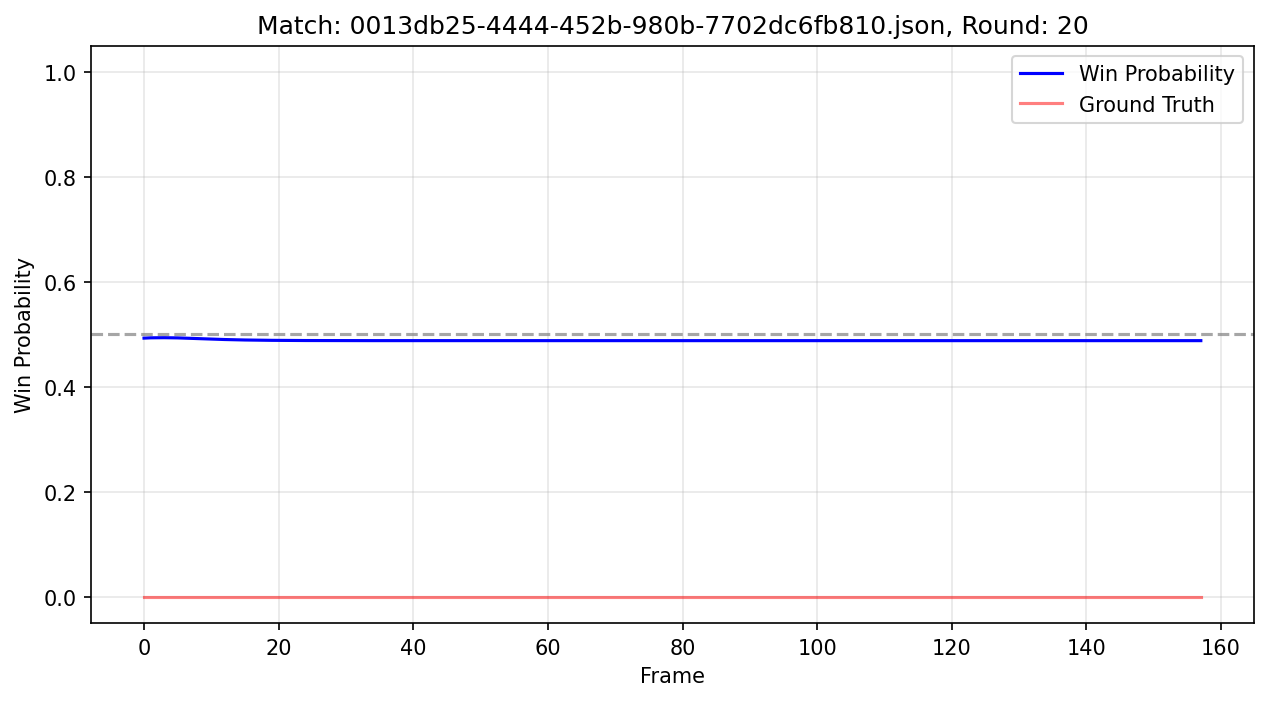 Match: 0013db25-4444-452b-980b-7702dc6fb810.json, Round: 20
Win Probability
Ground Truth
1.0
0.8
0.6
0.4
0.2
0.0
Win Probability
0 20 40 60 80 100 120 140 160
Frame